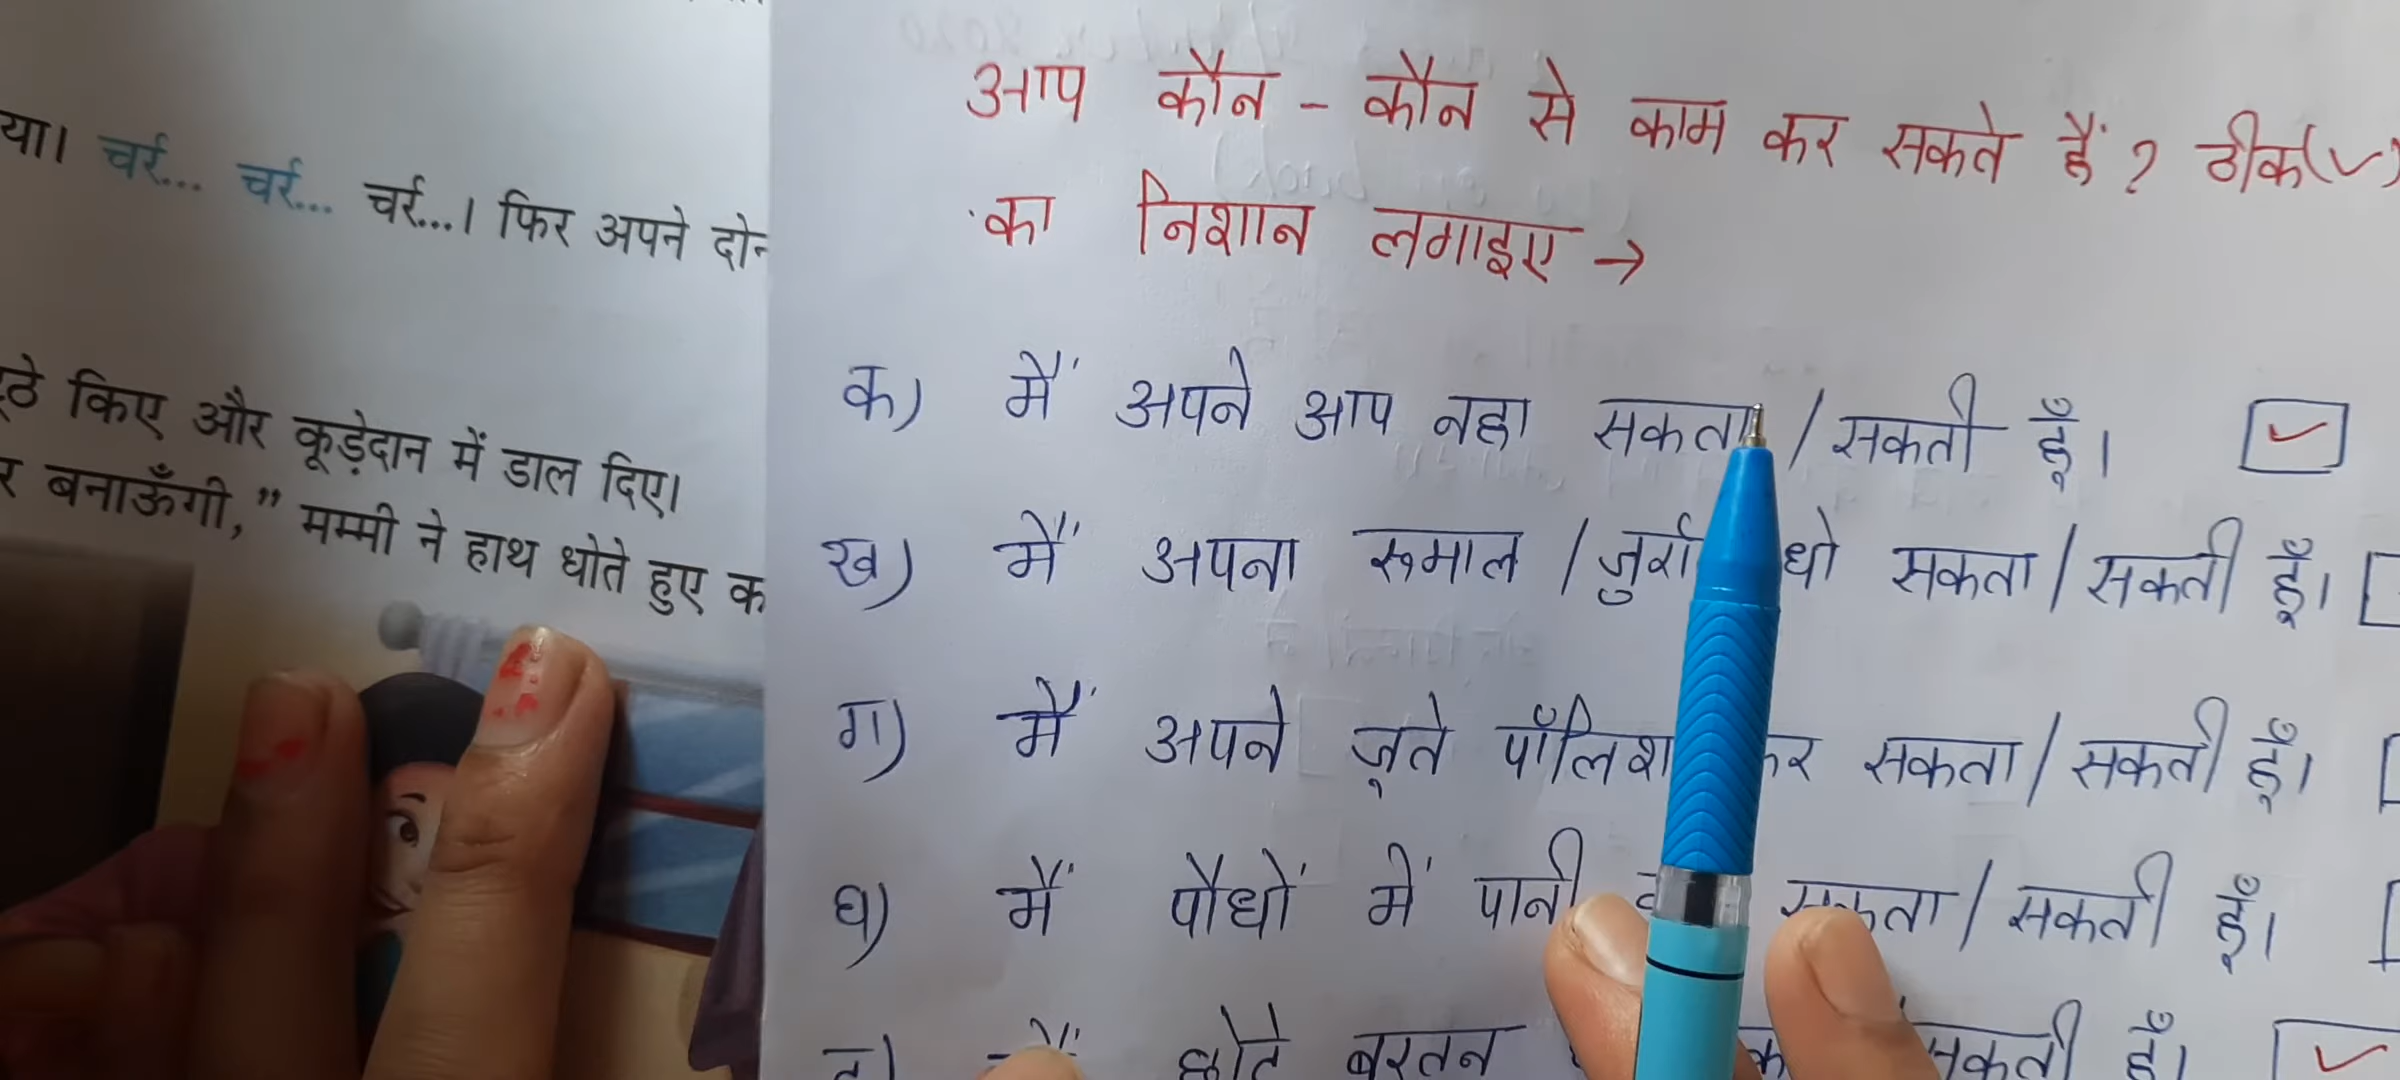 या। चर्र... चर्र... चर्र...। फिर अपने
किए और कूड़ेदान में डाल दिए।
बनाऊँगी,” मम्मी ने हाथ धोते हुए
आप कौन - कौन से काम कर सकते हैं ? ठीक(✓)
का निशान लगाइए →
क) मैं अपने आप नहा सकता / सकती हूँ। ✓
ख) मैं अपना रूमाल / जुर्रा धो सकता / सकती हूँ।
ग) मैं अपने जूते पॉलिश कर सकता / सकती हूँ।
घ) मैं पौधों में पानी सकता / सकती हूँ।
छोटे बरतन सकती हूँ। ✓